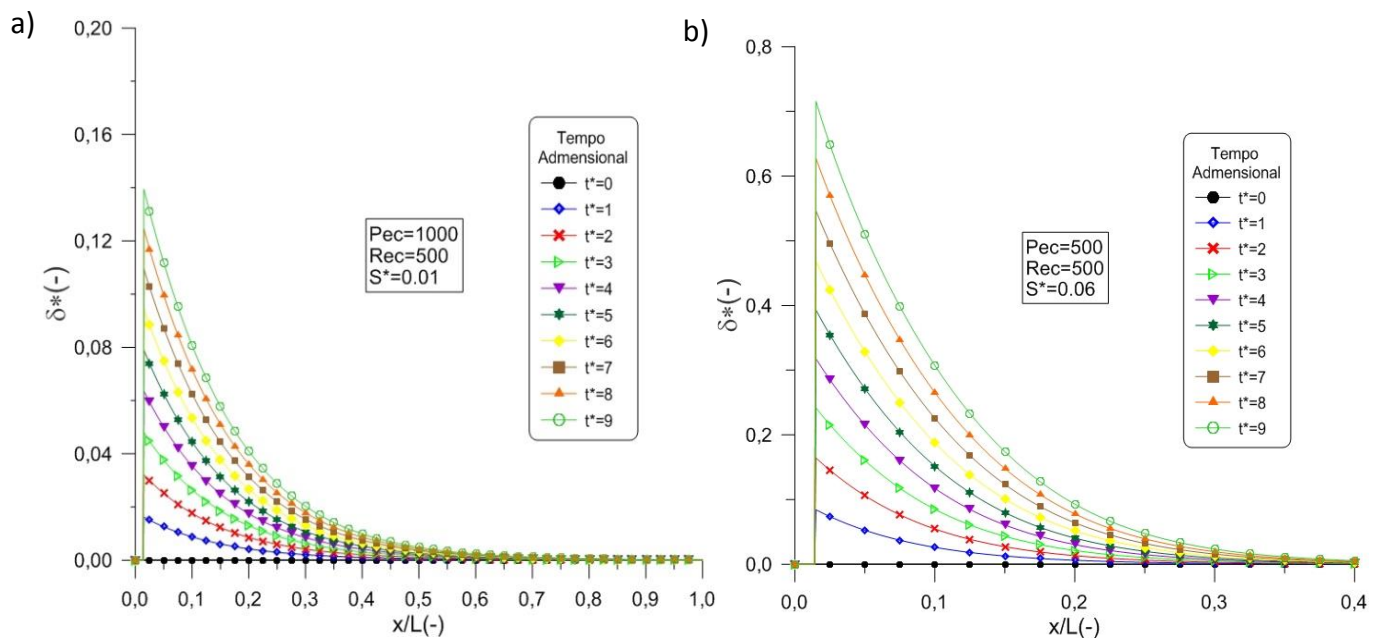 a)
0,20
0,16
0,12
0,08
0,04
0,00
δ*(-)
Pec=1000
Rec=500
S*=0.01
Tempo
Admensional
t*=0
t*=1
t*=2
t*=3
t*=4
t*=5
t*=6
t*=7
t*=8
t*=9
0,0 0,1 0,2 0,3 0,4 0,5 0,6 0,7 0,8 0,9 1,0
x/L(-)
b)
0,8
0,6
0,4
0,2
0,0
δ*(-)
Pec=500
Rec=500
S*=0.06
Tempo
Admensional
t*=0
t*=1
t*=2
t*=3
t*=4
t*=5
t*=6
t*=7
t*=8
t*=9
0,0 0,1 0,2 0,3 0,4
x/L(-)